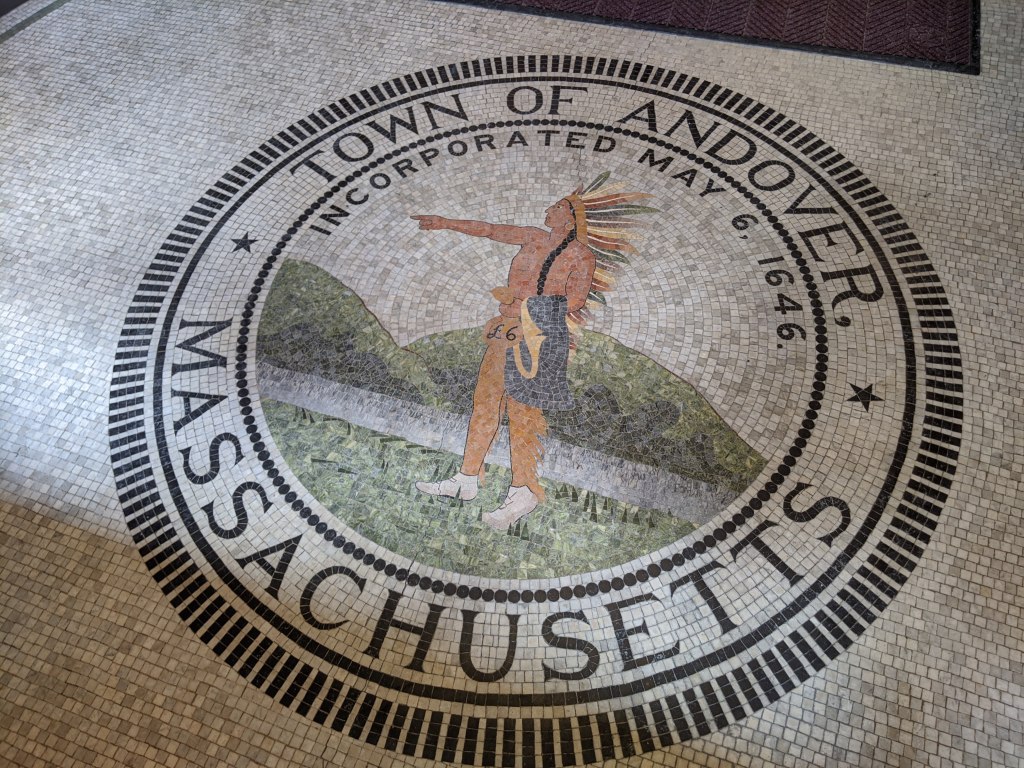 TOWN OF ANDOVER,
MASSACHUSETTS
INCORPORATED MAY 6, 1646.
£6